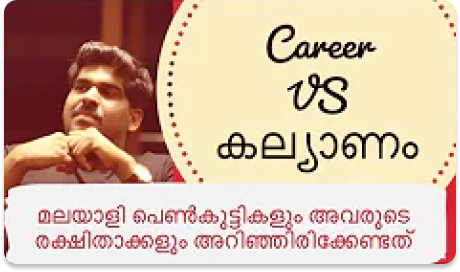 Career
VS
കല്യാണം
മലയാളി പെൺകുട്ടികളും അവരുടെ
രക്ഷിതാക്കളും അറിഞ്ഞിരിക്കേണ്ടത്